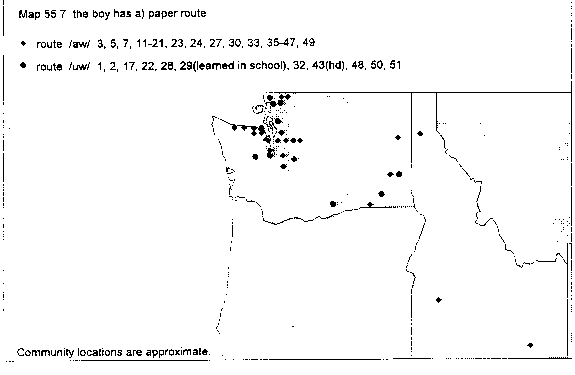 Map 55 7 the boy has a) paper route
◆ route /aw/ 3, 5, 7, 11-21, 23, 24, 27, 30, 33, 35-47, 49
● route /uw/ 1, 2, 17, 22, 28, 29(learned in school), 32, 43(hd), 48, 50, 51
Community locations are approximate.